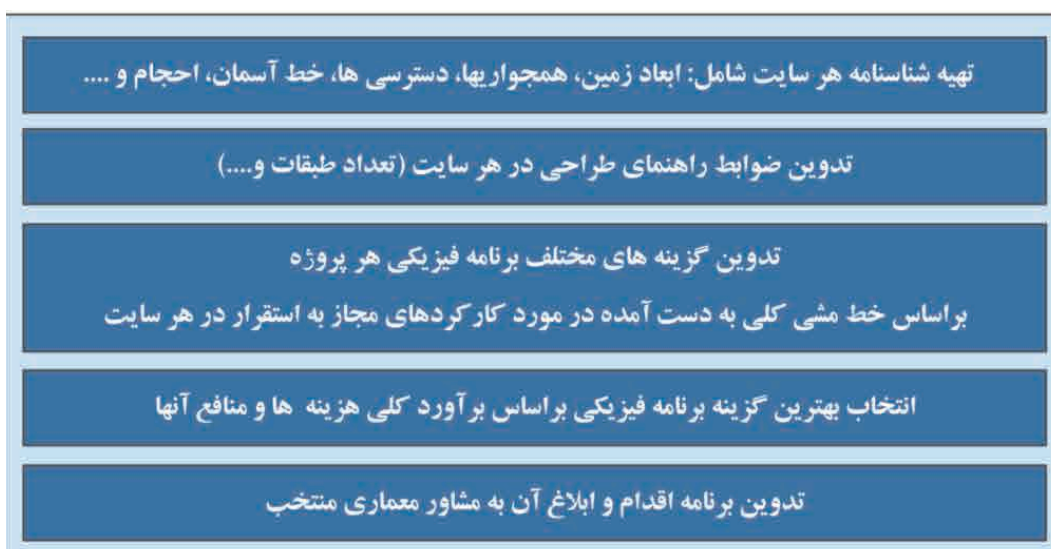 تهیه شناسنامه هر سایت شامل: ابعاد زمین، همجواریها، دسترسی ها، خط آسمان، احجام و ....
تدوین ضوابط راهنمای طراحی در هر سایت (تعداد طبقات و....)
تدوین گزینه های مختلف برنامه فیزیکی هر پروژه
براساس خط مشی کلی به دست آمده در مورد کارکردهای مجاز به استقرار در هر سایت
انتخاب بهترین گزینه برنامه فیزیکی براساس برآورد کلی هزینه ها و منافع آنها
تدوین برنامه اقدام و ابلاغ آن به مشاور معماری منتخب